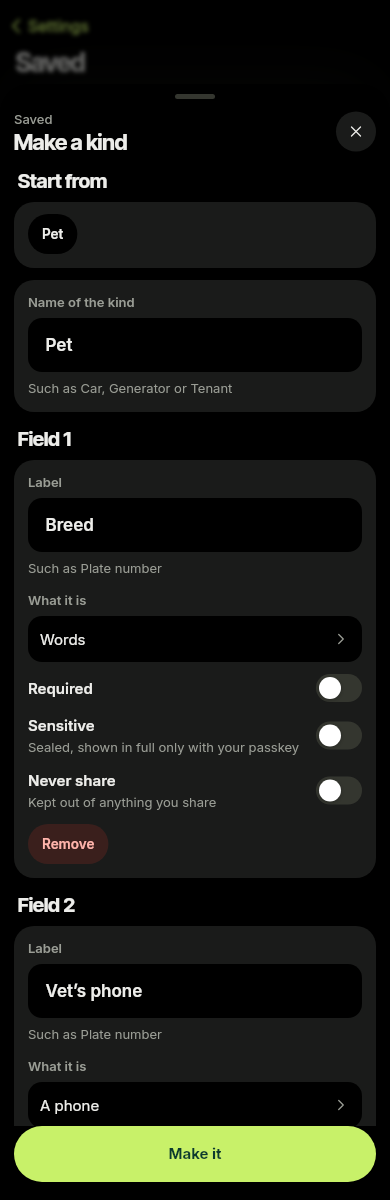 Settings
Saved
Saved
Make a kind
Start from
Pet
Name of the kind
Pet
Such as Car, Generator or Tenant
Field 1
Label
Breed
Such as Plate number
What it is
Words
Required
Sensitive
Sealed, shown in full only with your passkey
Never share
Kept out of anything you share
Remove
Field 2
Label
Vet’s phone
Such as Plate number
What it is
A phone
Make it